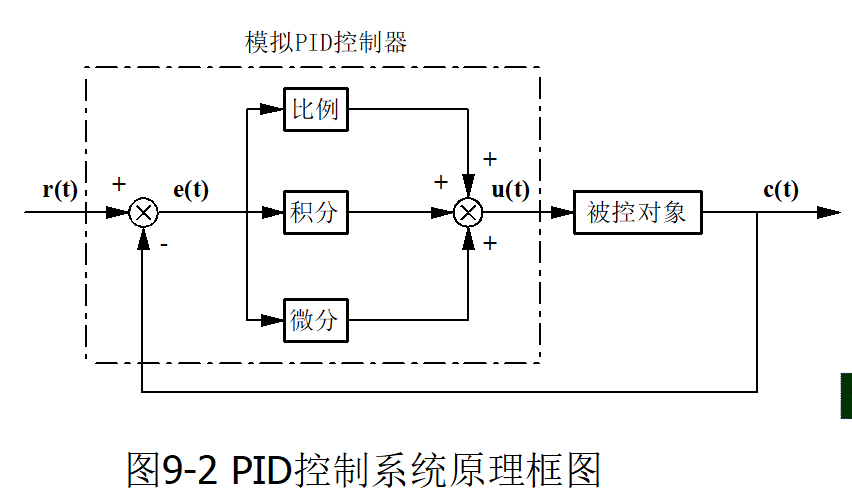 模拟PID控制器
比例
+
r(t) + e(t) 积分 + u(t) 被控对象 c(t)
-
+
微分
图9-2 PID控制系统原理框图